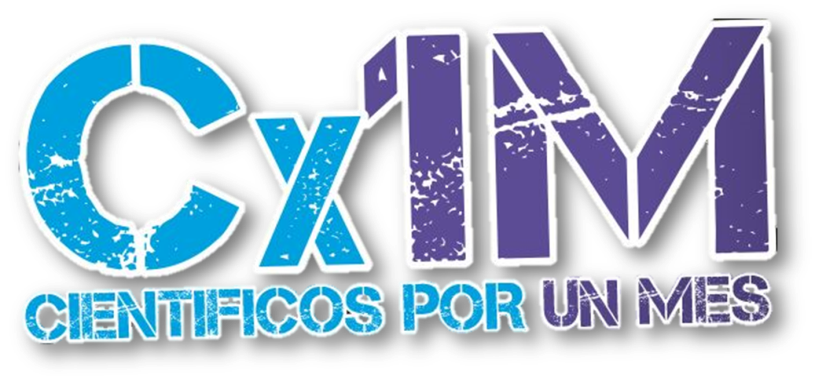 Cx1M
CIENTIFICOS POR UN MES